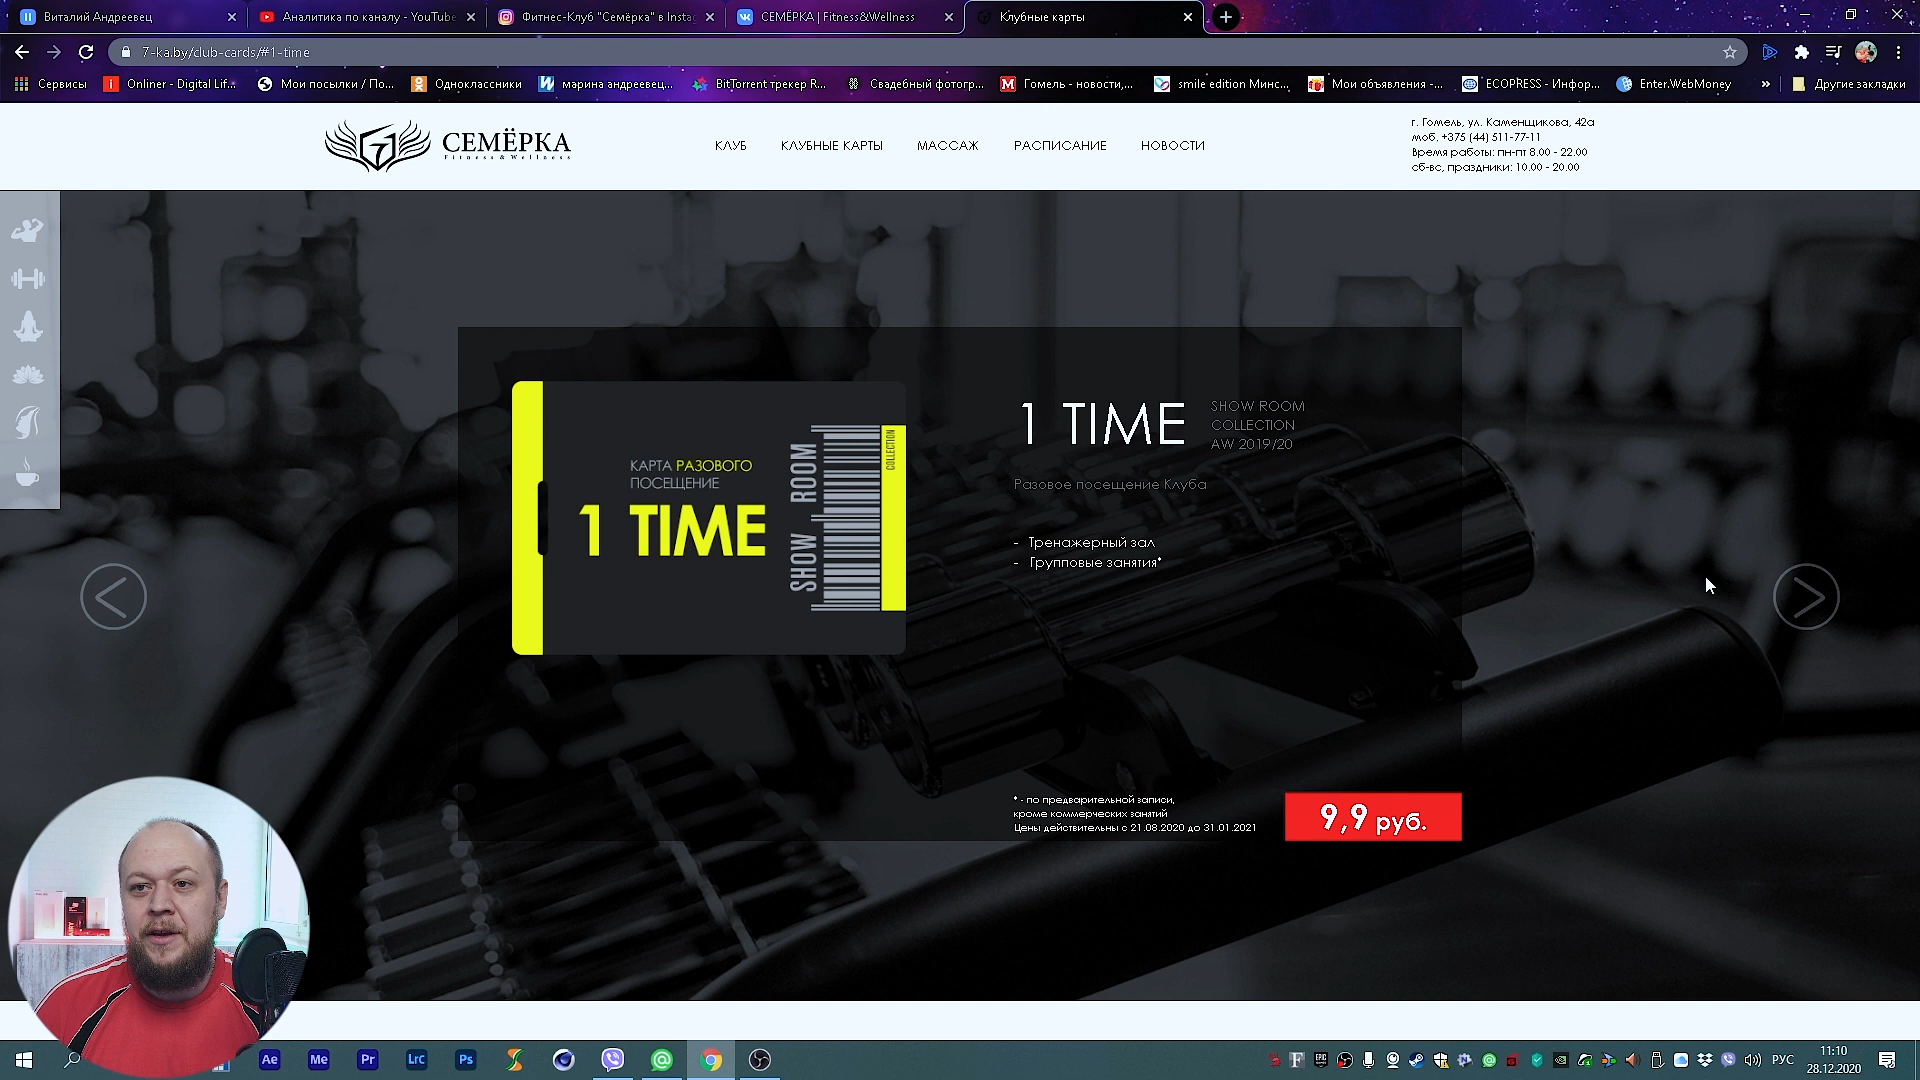 Виталий Андреевец
Аналитика по каналу - YouTube
Фитнес-Клуб "Семёрка" в Insta
СЕМЁРКА | Fitness&Wellness
Клубные карты
7-ka.by/club-cards/#1-time
Сервисы
Onliner - Digital Lif...
Мои посылки / По...
Одноклассники
марина андреевец...
BitTorrent трекер R...
Свадебный фотогр...
Гомель - новости,...
smile edition Минс...
Мои объявления -...
ECOPRESS - Инфор...
Enter.WebMoney
»
Другие закладки
7
СЕМЁРКА
Fitness&Wellness
КЛУБ
КЛУБНЫЕ КАРТЫ
МАССАЖ
РАСПИСАНИЕ
НОВОСТИ
г. Гомель, ул. Каменщикова, 42а
моб. +375 (44) 511-77-11
Время работы: пн-пт 8.00 - 22.00
сб-вс, праздники: 10.00 - 20.00
КАРТА РАЗОВОГО
ПОСЕЩЕНИЕ
1 TIME
SHOW ROOM
COLLECTION
1 TIME
SHOW ROOM
COLLECTION
AW 2019/20
Разовое посещение Клуба
- Тренажерный зал
- Групповые занятия*
* - по предварительной записи,
кроме коммерческих занятий
Цены действительны с 21.08.2020 до 31.01.2021
9,9 руб.
Ae
Me
Pr
LrC
Ps
РУС
11:10
28.12.2020